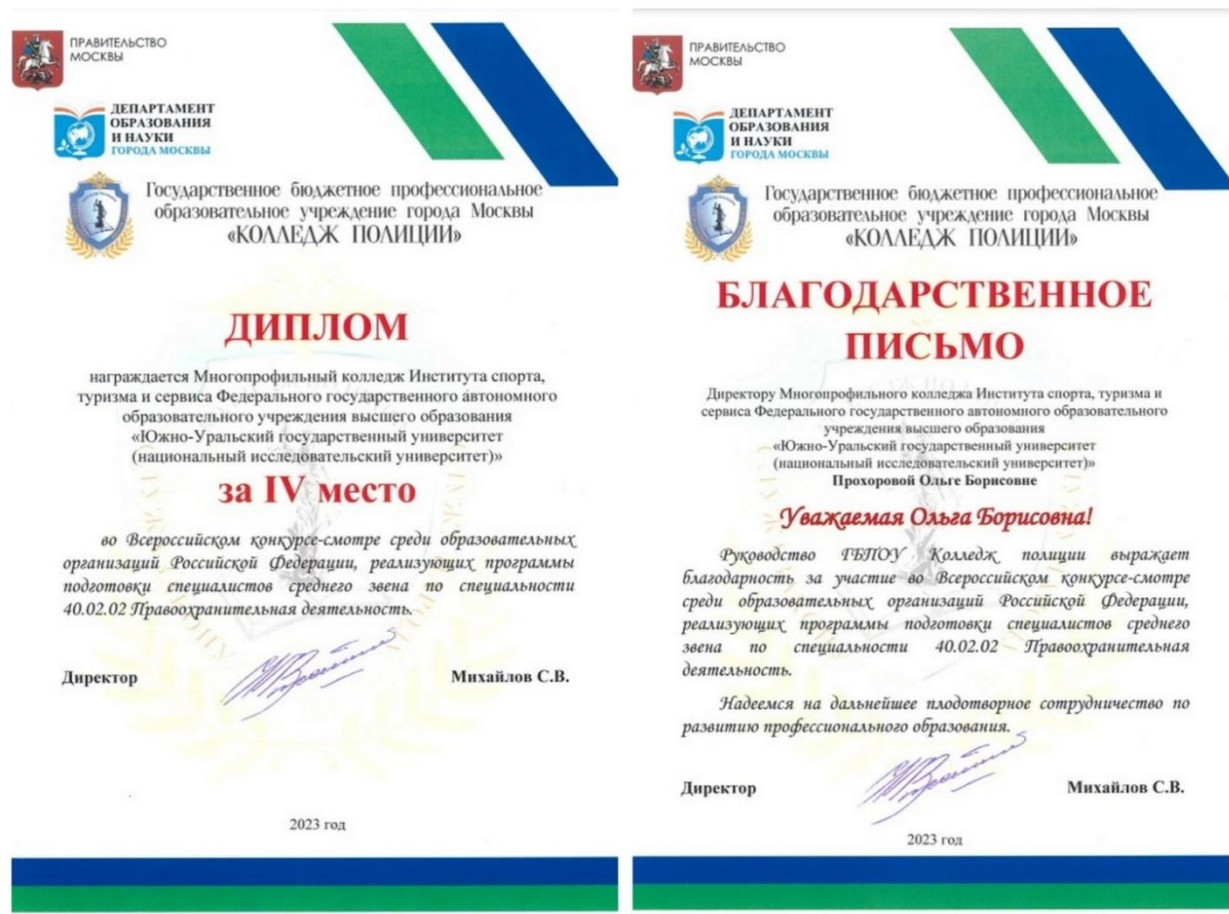 ПРАВИТЕЛЬСТВО
МОСКВЫ
ДЕПАРТАМЕНТ
ОБРАЗОВАНИЯ
И НАУКИ
ГОРОДА МОСКВЫ
Государственное бюджетное профессиональное
образовательное учреждение города Москвы
«КОЛЛЕДЖ ПОЛИЦИИ»
ДИПЛОМ
награждается Многопрофильный колледж Института спорта,
туризма и сервиса Федерального государственного автономного
образовательного учреждения высшего образования
«Южно-Уральский государственный университет
(национальный исследовательский университет)»
за IV место
во Всероссийском конкурсе-смотре среди образовательных
организаций Российской Федерации, реализующих программы
подготовки специалистов среднего звена по специальности
40.02.02 Правоохранительная деятельность.
Директор Михайлов С.В.
2023 год
ПРАВИТЕЛЬСТВО
МОСКВЫ
ДЕПАРТАМЕНТ
ОБРАЗОВАНИЯ
И НАУКИ
ГОРОДА МОСКВЫ
Государственное бюджетное профессиональное
образовательное учреждение города Москвы
«КОЛЛЕДЖ ПОЛИЦИИ»
БЛАГОДАРСТВЕННОЕ
ПИСЬМО
Директору Многопрофильного колледжа Института спорта, туризма и
сервиса Федерального государственного автономного образовательного
учреждения высшего образования
«Южно-Уральский государственный университет
(национальный исследовательский университет)»
Прохоровой Ольге Борисовне
Уважаемая Ольга Борисовна!
Руководство ГБПОУ Колледж полиции выражает
благодарность за участие во Всероссийском конкурсе-смотре
среди образовательных организаций Российской Федерации,
реализующих программы подготовки специалистов среднего
звена по специальности 40.02.02 Правоохранительная
деятельность.
Надеемся на дальнейшее плодотворное сотрудничество по
развитию профессионального образования.
Директор Михайлов С.В.
2023 год